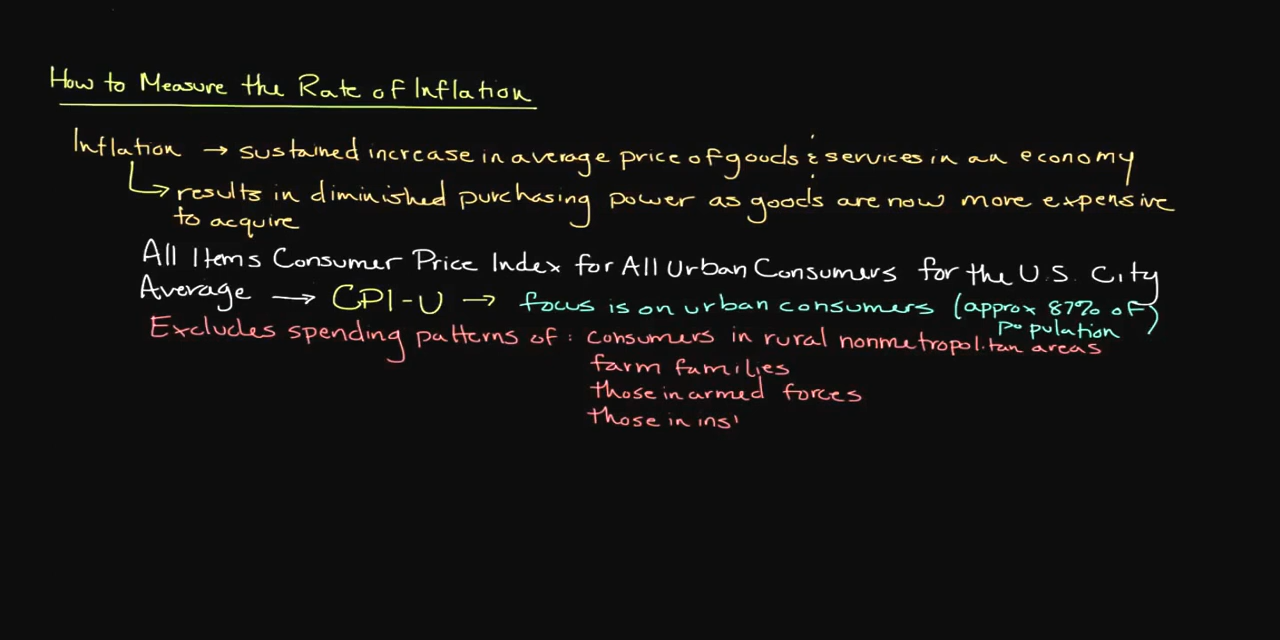 How to Measure the Rate of Inflation
Inflation → sustained increase in average price of goods & services in an economy
↳ results in diminished purchasing power as goods are now more expensive
to acquire
All Items Consumer Price Index for All Urban Consumers for the U.S. City
Average → CPI-U → focus is on urban consumers (approx 87% of
population)
Excludes spending patterns of: consumers in rural nonmetropolitan areas
farm families
those in armed forces
those in ins